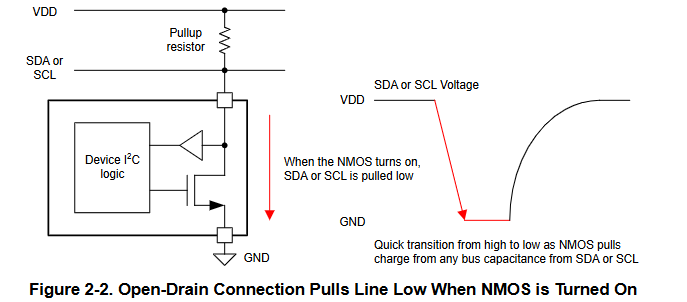 VDD
Pullup
resistor
SDA or
SCL
Device I²C
logic
When the NMOS turns on,
SDA or SCL is pulled low
GND
SDA or SCL Voltage
VDD
GND
Quick transition from high to low as NMOS pulls
charge from any bus capacitance from SDA or SCL
Figure 2-2. Open-Drain Connection Pulls Line Low When NMOS is Turned On